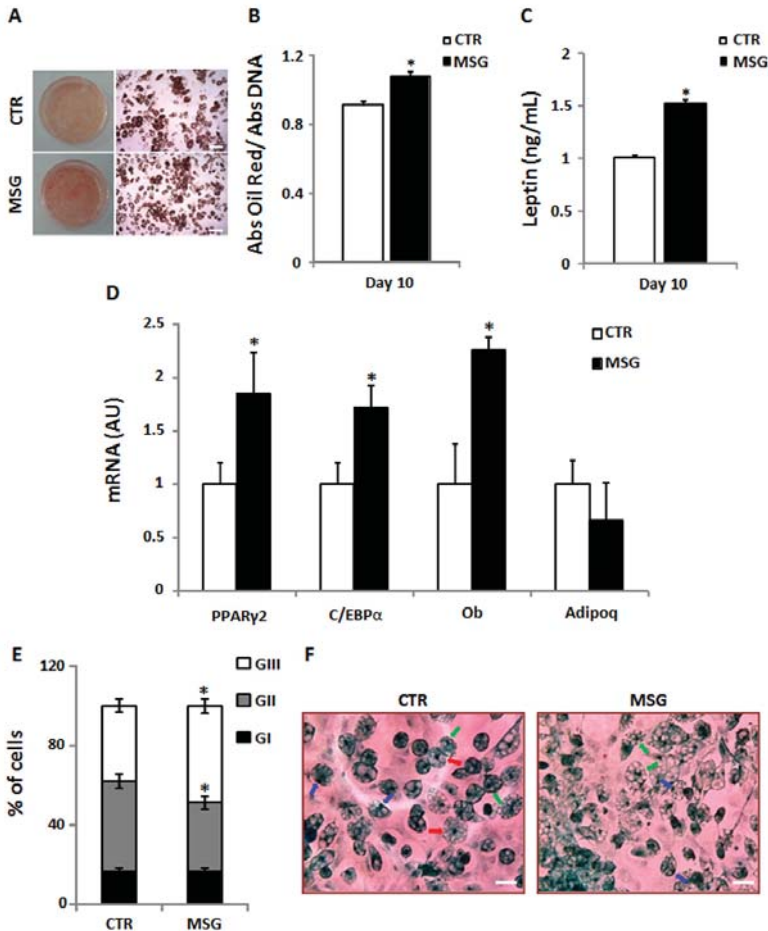 A
CTR
MSG
B
CTR
MSG
Abs Oil Red/ Abs DNA
1.2
0.8
0.4
0
*
Day 10
C
CTR
MSG
Leptin (ng/mL)
2
1.5
1
0.5
0
*
Day 10
D
CTR
MSG
mRNA (AU)
2.5
2
1.5
1
0.5
0
*
*
*
PPARγ2 C/EBPα Ob Adipoq
E
GIII
GII
GI
% of cells
120
80
40
0
*
*
CTR MSG
F
CTR MSG